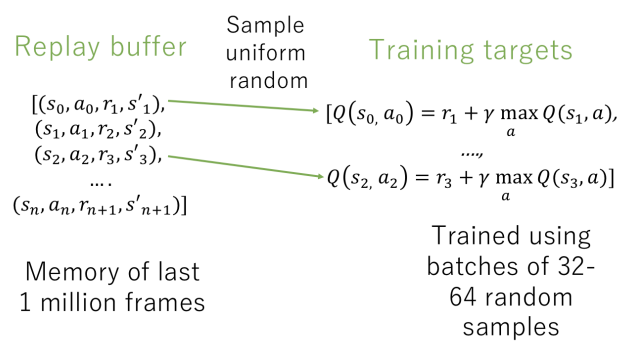 Replay buffer
[(s₀, a₀, r₁, s′₁),
(s₁, a₁, r₂, s′₂),
(s₂, a₂, r₃, s′₃),
... .
(sₙ, aₙ, rₙ₊₁, s′ₙ₊₁)]
Memory of last
1 million frames
Sample
uniform
random
Training targets
[Q(s₀, a₀) = r₁ + γ max Q(s₁, a),
a
....,
Q(s₂, a₂) = r₃ + γ max Q(s₃, a)]
a
Trained using
batches of 32-
64 random
samples